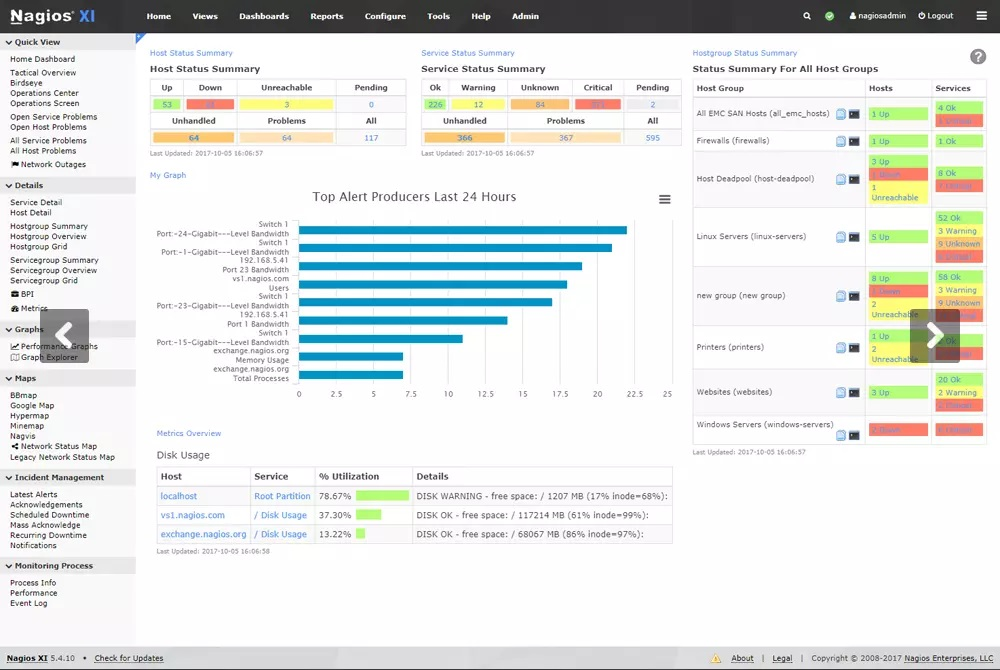 Nagios® XI
Home Views Dashboards Reports Configure Tools Help Admin
nagiosadmin Logout
Quick View
Home Dashboard
Tactical Overview
Birdseye
Operations Center
Operations Screen
Open Service Problems
Open Host Problems
All Service Problems
All Host Problems
Network Outages
Details
Service Detail
Host Detail
Hostgroup Summary
Hostgroup Overview
Hostgroup Grid
Servicegroup Summary
Servicegroup Overview
Servicegroup Grid
BPI
Metrics
Graphs
Performance Graphs
Graph Explorer
Maps
BBmap
Google Map
Hypermap
Minemap
Nagvis
Network Status Map
Legacy Network Status Map
Incident Management
Latest Alerts
Acknowledgements
Scheduled Downtime
Mass Acknowledge
Recurring Downtime
Notifications
Monitoring Process
Process Info
Performance
Event Log
Host Status Summary
Host Status Summary
Up Down Unreachable Pending
53 3 0
Unhandled Problems All
64 64 117
Last Updated: 2017-10-05 16:06:57
Service Status Summary
Service Status Summary
Ok Warning Unknown Critical Pending
226 12 84 2
Unhandled Problems All
366 367 595
Last Updated: 2017-10-05 16:06:57
My Graph
Top Alert Producers Last 24 Hours
Switch 1
Port:-24-Gigabit---Level Bandwidth
Switch 1
Port:-1-Gigabit---Level Bandwidth
192.168.5.41
Port 23 Bandwidth
vs1.nagios.com
Users
Switch 1
Port:-23-Gigabit---Level Bandwidth
192.168.5.41
Port 1 Bandwidth
Switch 1
Port:-15-Gigabit---Level Bandwidth
exchange.nagios.org
Memory Usage
exchange.nagios.org
Total Processes
0 2.5 5 7.5 10 12.5 15 17.5 20 22.5 25
Metrics Overview
Disk Usage
Host Service % Utilization Details
localhost Root Partition 78.67% DISK WARNING - free space: / 1207 MB (17% inode=68%):
vs1.nagios.com / Disk Usage 37.30% DISK OK - free space: / 117214 MB (61% inode=99%):
exchange.nagios.org / Disk Usage 13.22% DISK OK - free space: / 68067 MB (86% inode=97%):
Last Updated: 2017-10-05 16:06:58
Hostgroup Status Summary
?
Status Summary For All Host Groups
Host Group Hosts Services
All EMC SAN Hosts (all_emc_hosts) 1 Up 4 Ok
Firewalls (firewalls) 1 Up 1 Ok
Host Deadpool (host-deadpool) 3 Up
1 Unreachable
8 Ok
Linux Servers (linux-servers) 5 Up
52 Ok
3 Warning
9 Unknown
new group (new group) 8 Up
2 Unreachable
58 Ok
3 Warning
9 Unknown
Printers (printers) 1 Up
2 Unreachable
Ok
Websites (websites) 3 Up
20 Ok
2 Warning
Windows Servers (windows-servers) 2 Down
Last Updated: 2017-10-05 16:06:57
Nagios XI 5.4.10 • Check for Updates
About | Legal | Copyright © 2008-2017 Nagios Enterprises, LLC